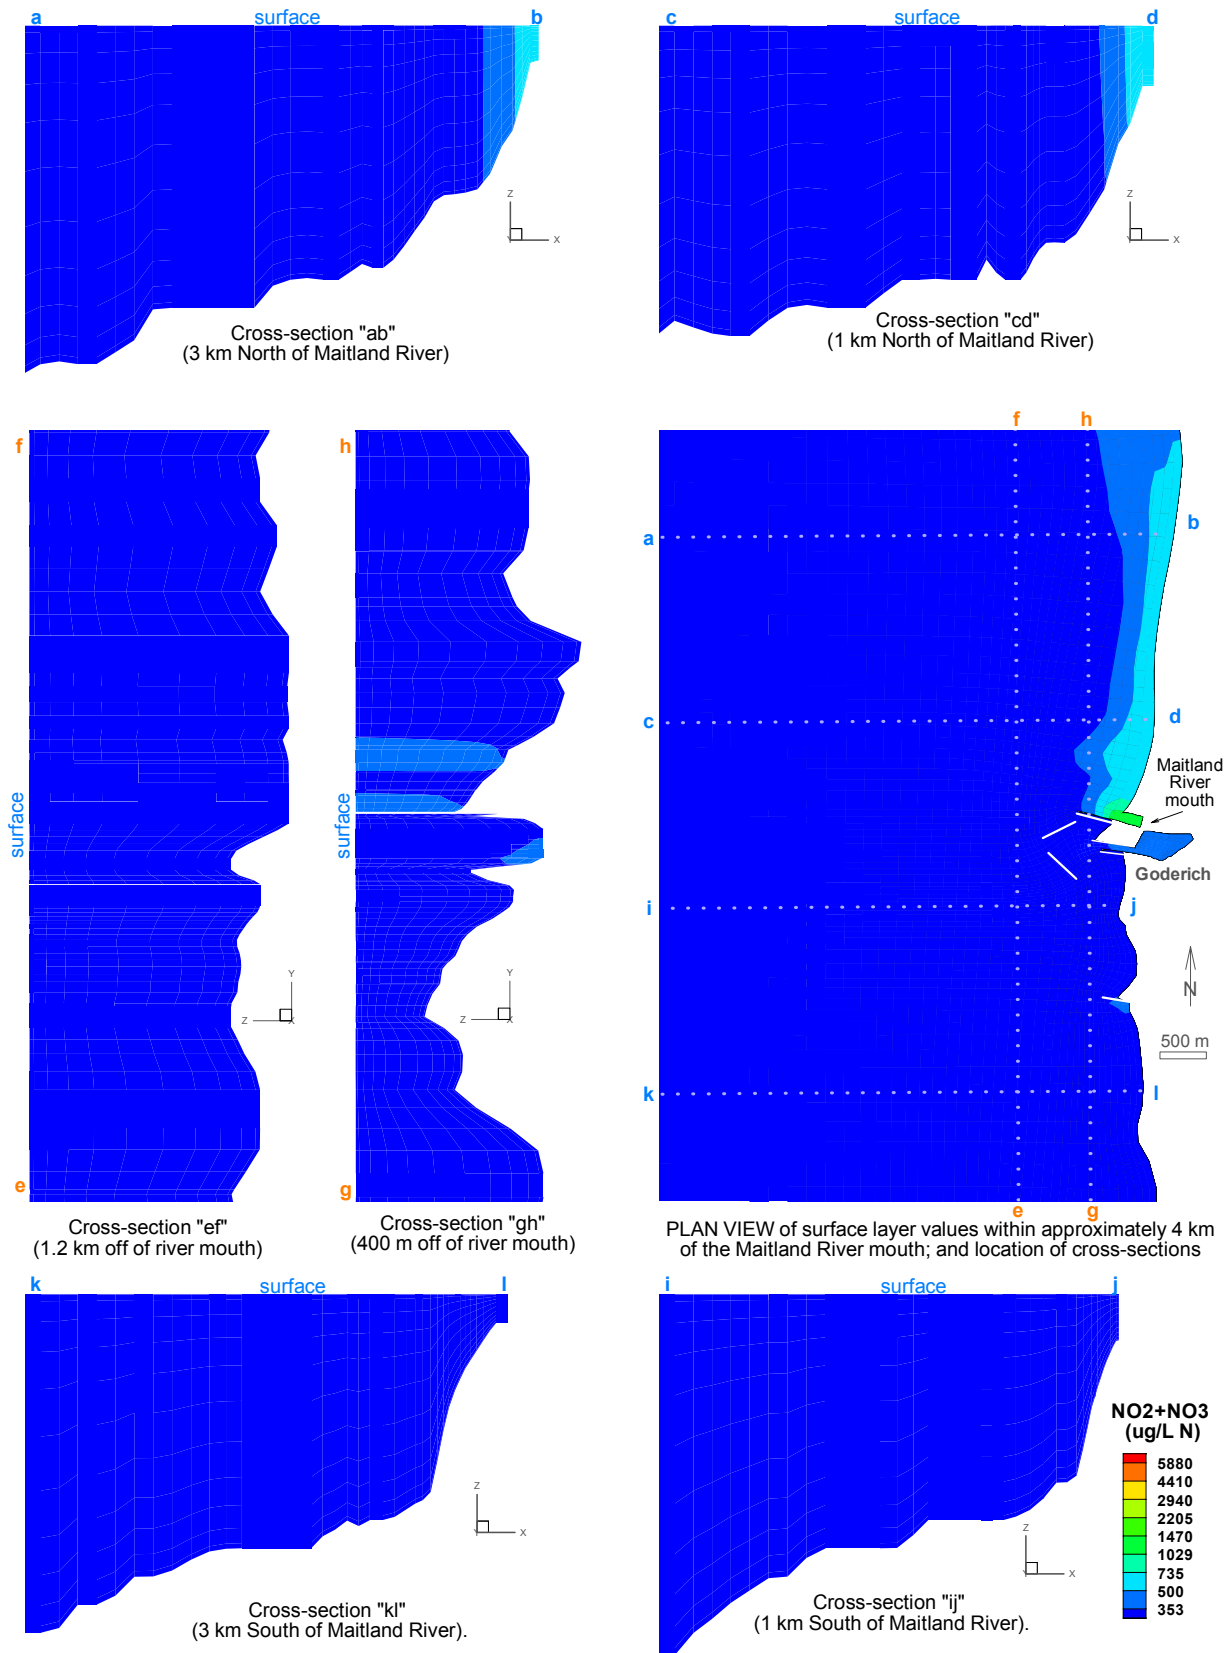 a
surface
b
c
surface
d
Z
X
Y
Cross-section "ab"
(3 km North of Maitland River)
Z
X
Y
Cross-section "cd"
(1 km North of Maitland River)
f
h
surface
surface
Y
Z
X
Y
Z
X
e
g
Cross-section "ef"
(1.2 km off of river mouth)
Cross-section "gh"
(400 m off of river mouth)
f
h
a
b
c
d
Maitland
River
mouth
Goderich
i
j
N
500 m
k
l
e
g
PLAN VIEW of surface layer values within approximately 4 km
of the Maitland River mouth; and location of cross-sections
k
surface
l
Z
X
Y
Cross-section "kl"
(3 km South of Maitland River).
i
surface
j
Z
X
Y
Cross-section "ij"
(1 km South of Maitland River).
NO2+NO3
(ug/L N)
5880
4410
2940
2205
1470
1029
735
500
353